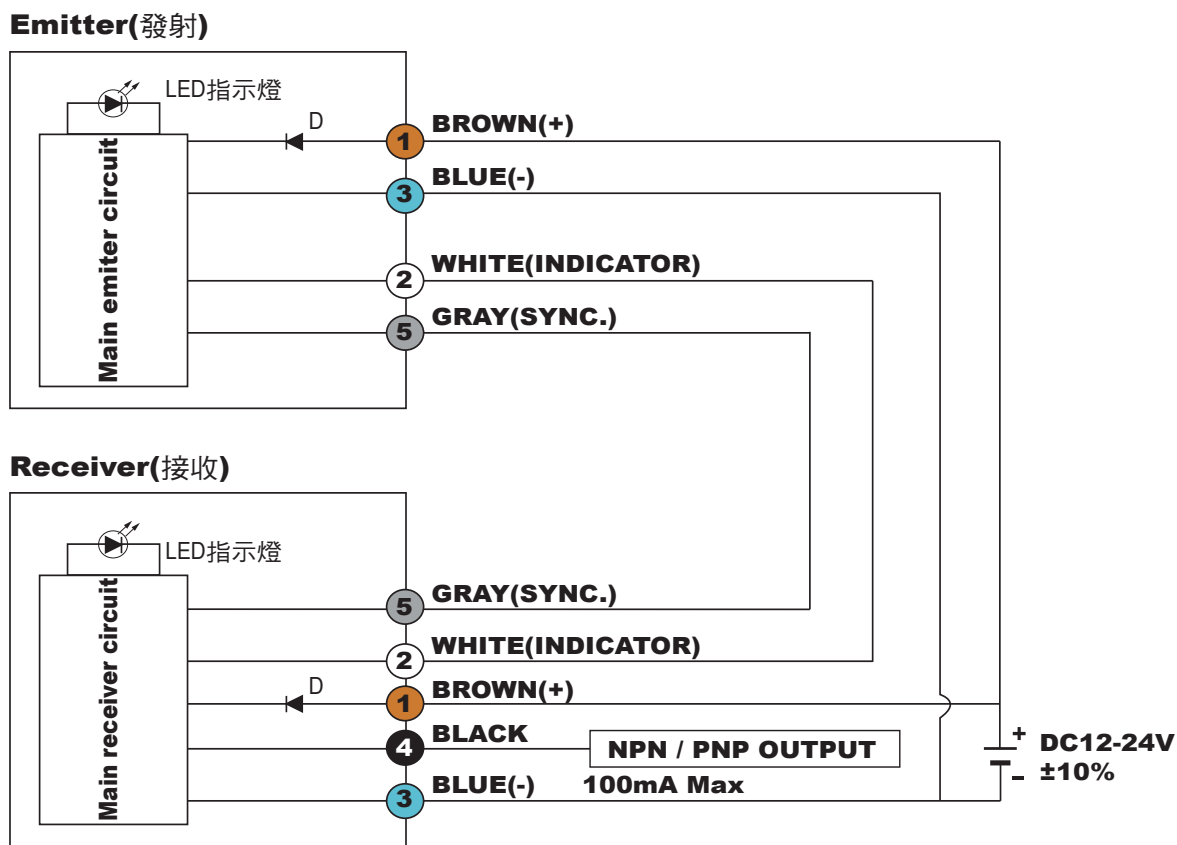 Emitter(發射)
LED指示燈
D
Main emiter circuit
1 BROWN(+)
3 BLUE(-)
2 WHITE(INDICATOR)
5 GRAY(SYNC.)
Receiver(接收)
LED指示燈
Main receiver circuit
5 GRAY(SYNC.)
2 WHITE(INDICATOR)
D
1 BROWN(+)
4 BLACK
NPN / PNP OUTPUT
3 BLUE(-)
100mA Max
+
DC12-24V
±10%
-